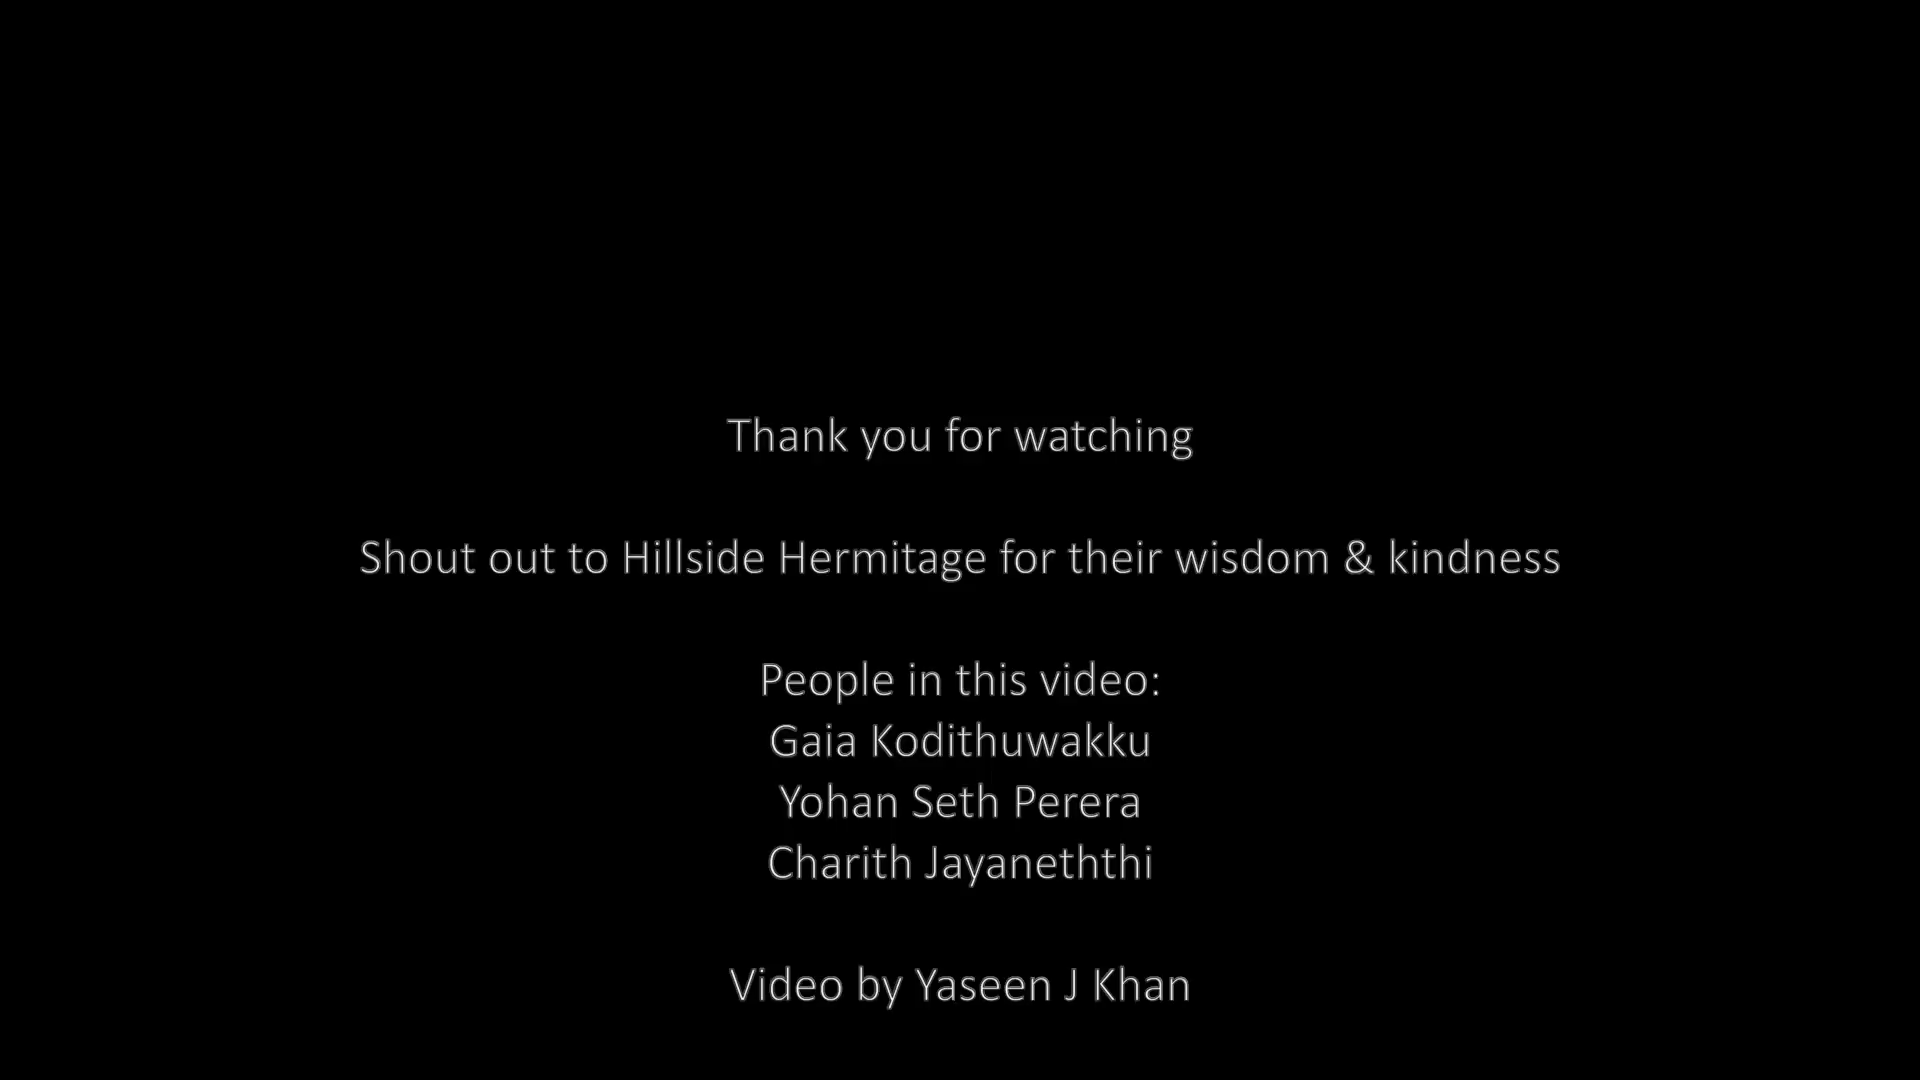 Thank you for watching
Shout out to Hillside Hermitage for their wisdom & kindness
People in this video:
Gaia Kodithuwakku
Yohan Seth Perera
Charith Jayaneththi
Video by Yaseen J Khan